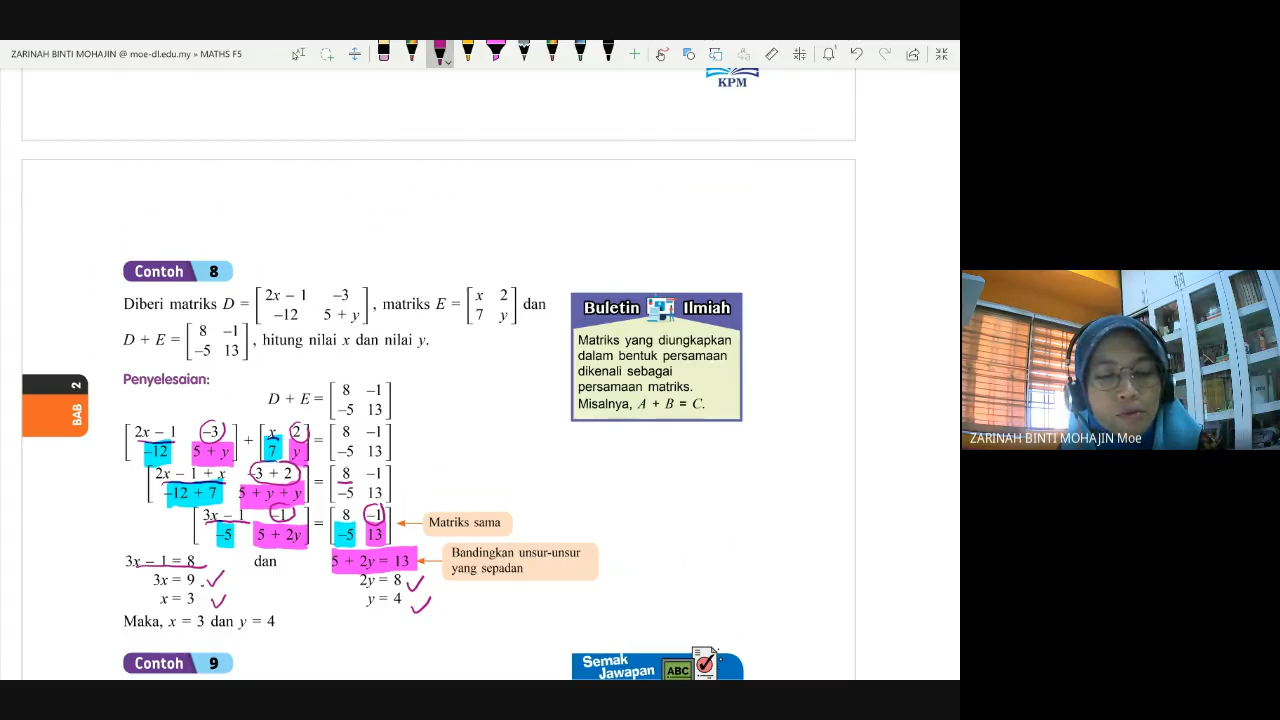 ZARINAH BINTI MOHAJIN @ moe-dl.edu.my » MATHS F5
KPM
Contoh 8
Diberi matriks D = [2x – 1 –3
–12 5 + y], matriks E = [x 2
7 y] dan
D + E = [8 –1
–5 13], hitung nilai x dan nilai y.
Buletin Ilmiah
Matriks yang diungkapkan
dalam bentuk persamaan
dikenali sebagai
persamaan matriks.
Misalnya, A + B = C.
2
BAB
Penyelesaian:
D + E = [8 –1
–5 13]
[2x – 1 –3
–12 5 + y] + [x 2
7 y] = [8 –1
–5 13]
[2x – 1 + x –3 + 2
–12 + 7 5 + y + y] = [8 –1
–5 13]
[3x – 1 –1
–5 5 + 2y] = [8 –1
–5 13]
Matriks sama
3x – 1 = 8 dan 5 + 2y = 13
Bandingkan unsur-unsur
yang sepadan
3x = 9 2y = 8
x = 3 y = 4
Maka, x = 3 dan y = 4
Contoh 9
Semak
Jawapan
ABC
ZARINAH BINTI MOHAJIN Moe